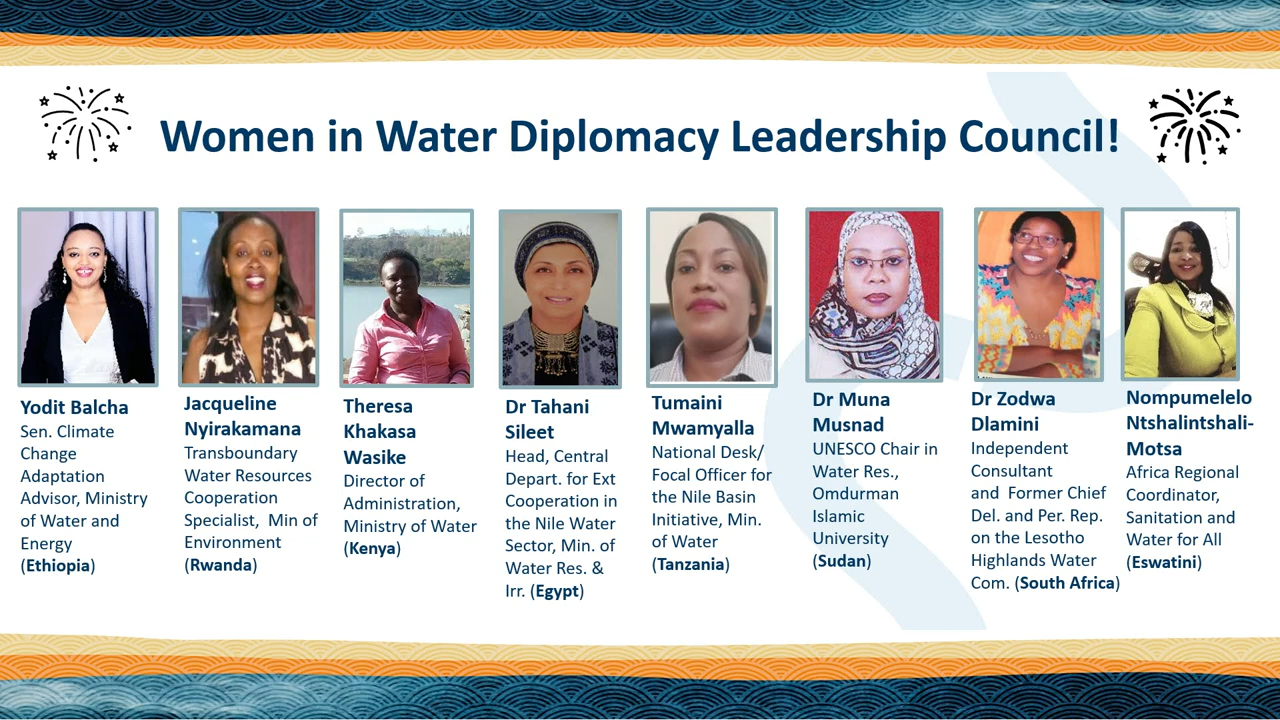 Women in Water Diplomacy Leadership Council!
Yodit Balcha
Sen. Climate
Change
Adaptation
Advisor, Ministry
of Water and
Energy
(Ethiopia)
Jacqueline
Nyirakamana
Transboundary
Water Resources
Cooperation
Specialist, Min of
Environment
(Rwanda)
Theresa
Khakasa
Wasike
Director of
Administration,
Ministry of Water
(Kenya)
Dr Tahani
Sileet
Head, Central
Depart. for Ext
Cooperation in
the Nile Water
Sector, Min. of
Water Res. &
Irr. (Egypt)
Tumaini
Mwamyalla
National Desk/
Focal Officer for
the Nile Basin
Initiative, Min.
of Water
(Tanzania)
Dr Muna
Musnad
UNESCO Chair in
Water Res.,
Omdurman
Islamic
University
(Sudan)
Dr Zodwa
Dlamini
Independent
Consultant
and Former Chief
Del. and Per. Rep.
on the Lesotho
Highlands Water
Com. (South Africa)
Nompumelelo
Ntshalintshali-
Motsa
Africa Regional
Coordinator,
Sanitation and
Water for All
(Eswatini)